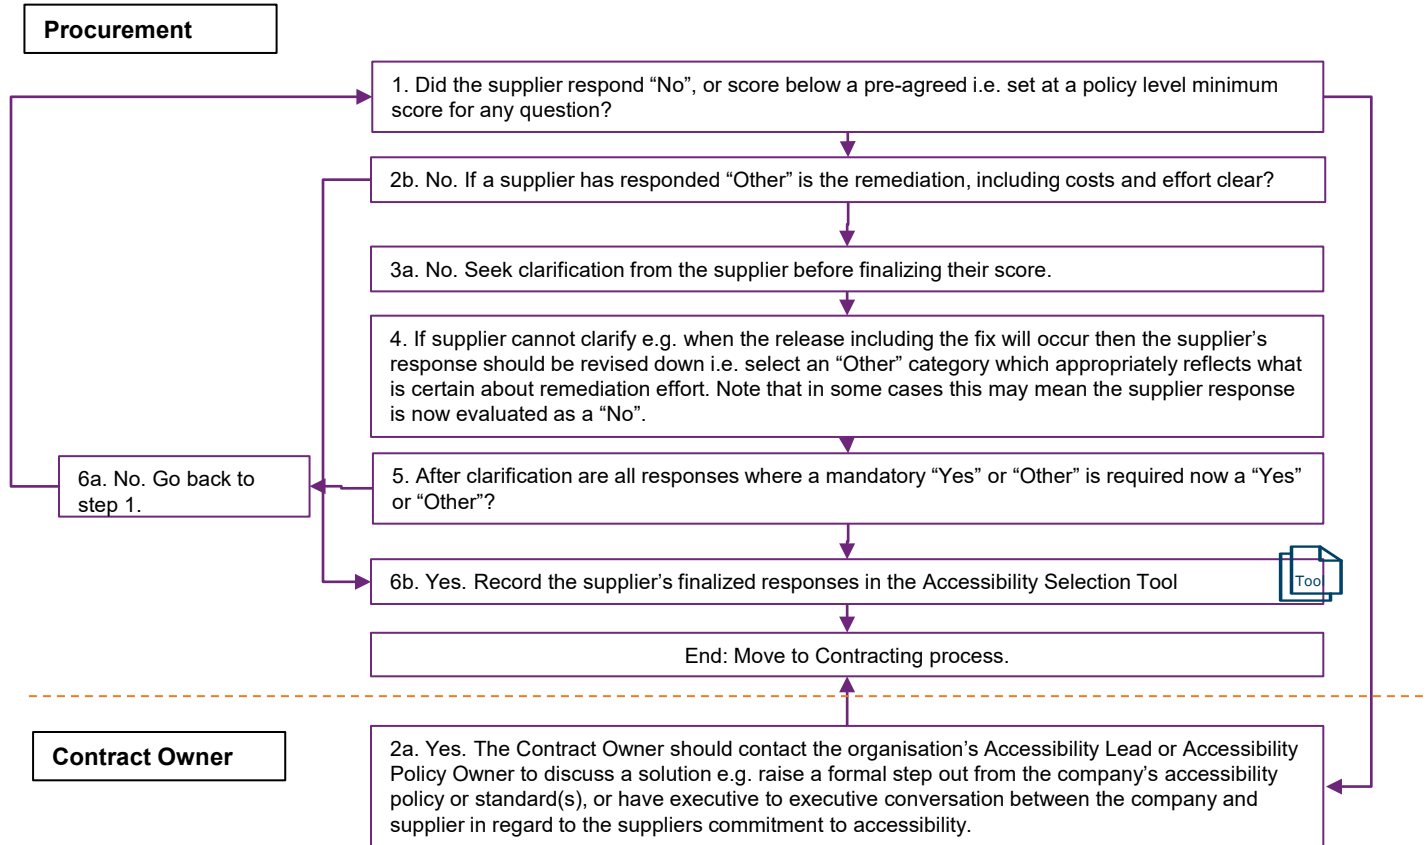 Procurement
1. Did the supplier respond “No”, or score below a pre-agreed i.e. set at a policy level minimum
score for any question?
2b. No. If a supplier has responded “Other” is the remediation, including costs and effort clear?
3a. No. Seek clarification from the supplier before finalizing their score.
4. If supplier cannot clarify e.g. when the release including the fix will occur then the supplier’s
response should be revised down i.e. select an “Other” category which appropriately reflects what
is certain about remediation effort. Note that in some cases this may mean the supplier response
is now evaluated as a “No”.
6a. No. Go back to
step 1.
5. After clarification are all responses where a mandatory “Yes” or “Other” is required now a “Yes”
or “Other”?
6b. Yes. Record the supplier’s finalized responses in the Accessibility Selection Tool
Tool
End: Move to Contracting process.
Contract Owner
2a. Yes. The Contract Owner should contact the organisation’s Accessibility Lead or Accessibility
Policy Owner to discuss a solution e.g. raise a formal step out from the company’s accessibility
policy or standard(s), or have executive to executive conversation between the company and
supplier in regard to the suppliers commitment to accessibility.